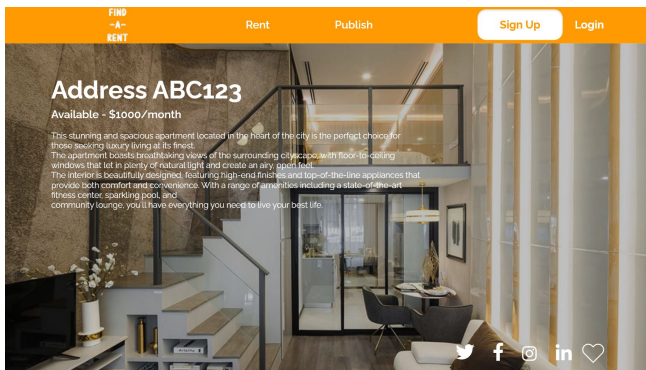 FIND
-A-
RENT
Rent
Publish
Sign Up
Login
Address ABC123
Available - $1000/month
This stunning and spacious apartment located in the heart of the city is the perfect choice for
those seeking luxury living at its finest.
The apartment boasts breathtaking views of the surrounding cityscape, with floor-to-ceiling
windows that let in plenty of natural light and create an airy, open feel.
The interior is beautifully designed, featuring high-end finishes and top-of-the-line appliances that
provide both comfort and convenience. With a range of amenities including a state-of-the-art
fitness center, sparkling pool, and
community lounge, you'll have everything you need to live your best life.